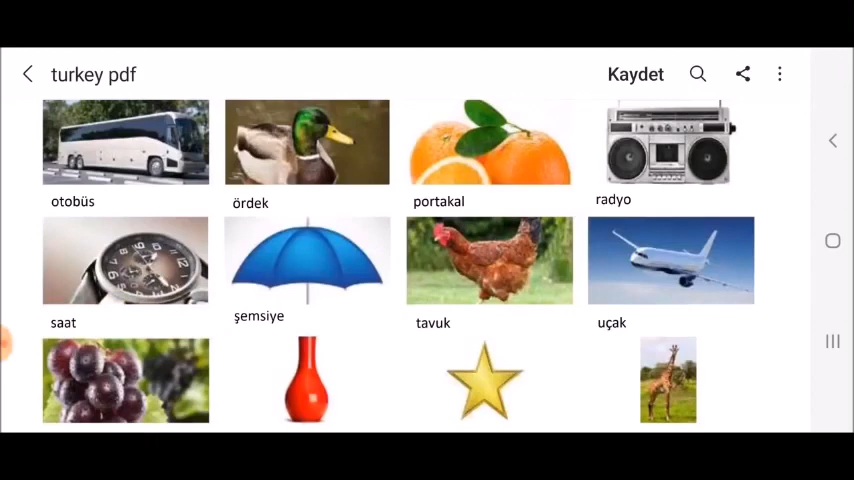 turkey pdf
Kaydet
otobüs
ördek
portakal
radyo
saat
şemsiye
tavuk
uçak